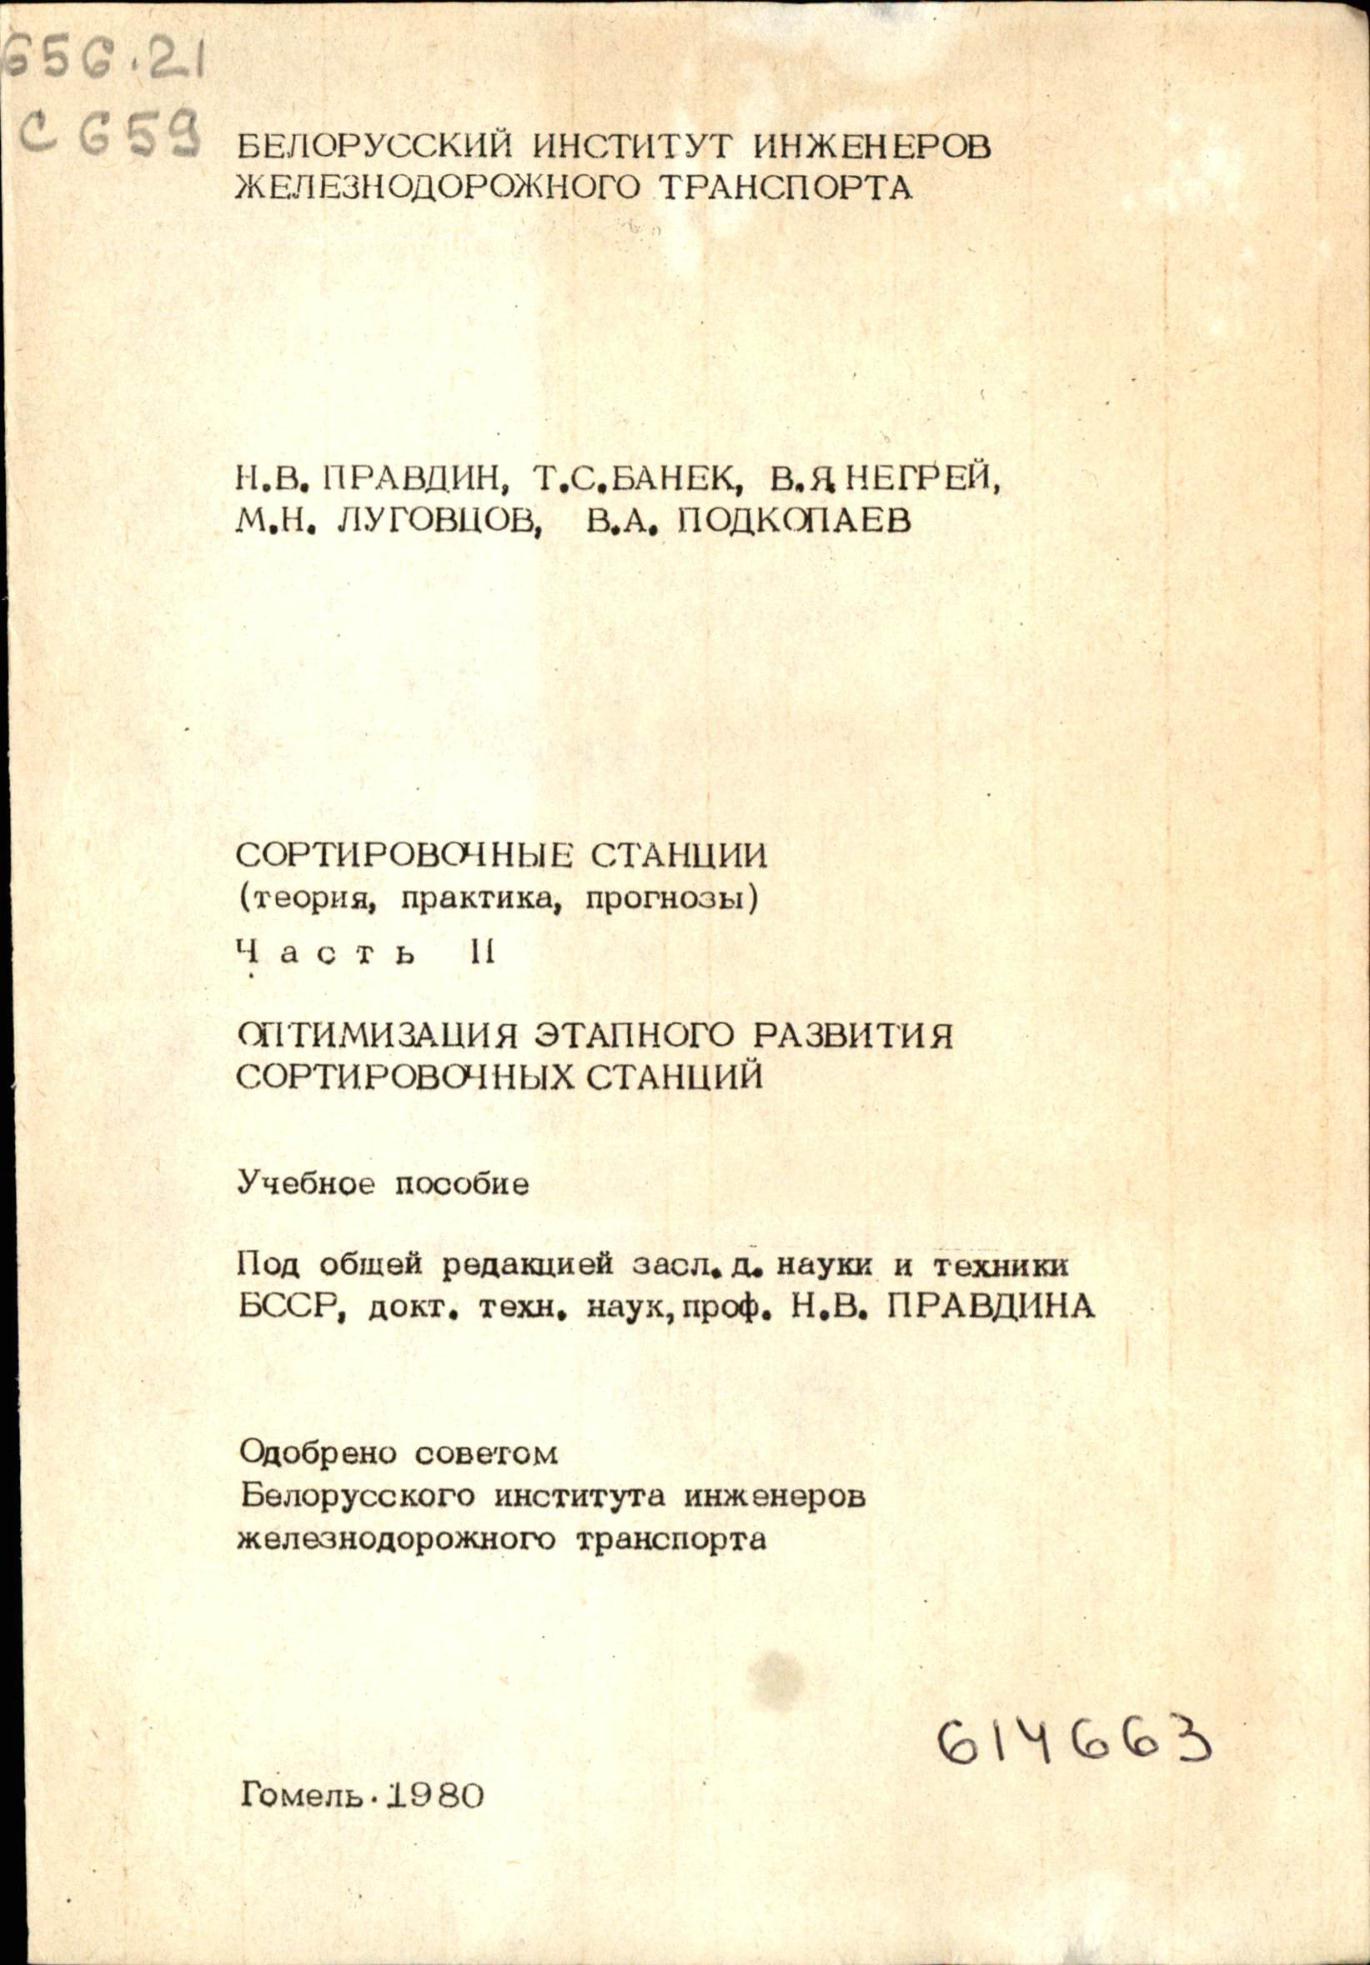 656.21
С 659
БЕЛОРУССКИЙ ИНСТИТУТ ИНЖЕНЕРОВ
ЖЕЛЕЗНОДОРОЖНОГО ТРАНСПОРТА
Н.В. ПРАВДИН, Т.С.БАНЕК, В.Я.НЕГРЕЙ,
М.Н. ЛУГОВЦОВ, В.А. ПОДКОПАЕВ
СОРТИРОВОЧНЫЕ СТАНЦИИ
(теория, практика, прогнозы)
Часть II
ОПТИМИЗАЦИЯ ЭТАПНОГО РАЗВИТИЯ
СОРТИРОВОЧНЫХ СТАНЦИЙ
Учебное пособие
Под общей редакцией засл. д. науки и техники
БССР, докт. техн. наук, проф. Н.В. ПРАВДИНА
Одобрено советом
Белорусского института инженеров
железнодорожного транспорта
614663
Гомель · 1980